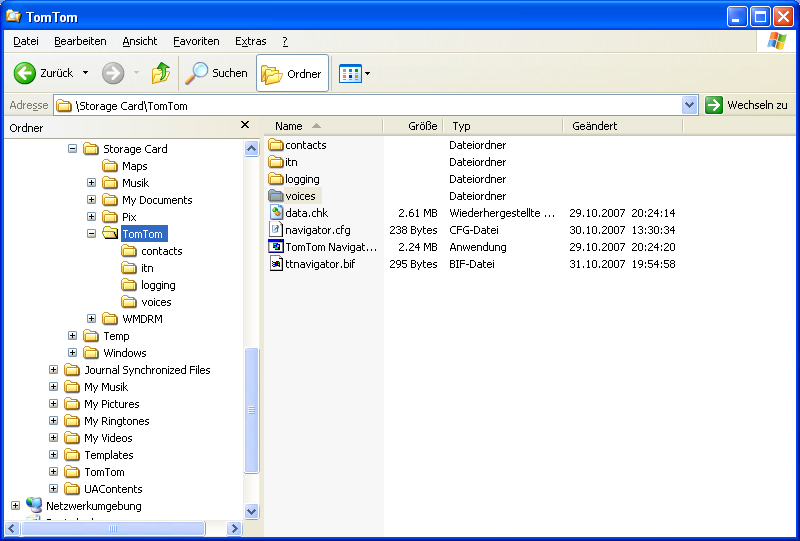 TomTom
Datei Bearbeiten Ansicht Favoriten Extras ?
Zurück Suchen Ordner
Adresse \Storage Card\TomTom Wechseln zu
Ordner
Storage Card
Maps
Musik
My Documents
Pix
TomTom
contacts
itn
logging
voices
WMDRM
Temp
Windows
Journal Synchronized Files
My Musik
My Pictures
My Ringtones
My Videos
Templates
TomTom
UAContents
Netzwerkumgebung
Name Größe Typ Geändert
contacts Dateiordner
itn Dateiordner
logging Dateiordner
voices Dateiordner
data.chk 2.61 MB Wiederhergestellte ... 29.10.2007 20:24:14
navigator.cfg 238 Bytes CFG-Datei 30.10.2007 13:30:34
TomTom Navigat... 2.24 MB Anwendung 29.10.2007 20:24:20
ttnavigator.bif 295 Bytes BIF-Datei 31.10.2007 19:54:58